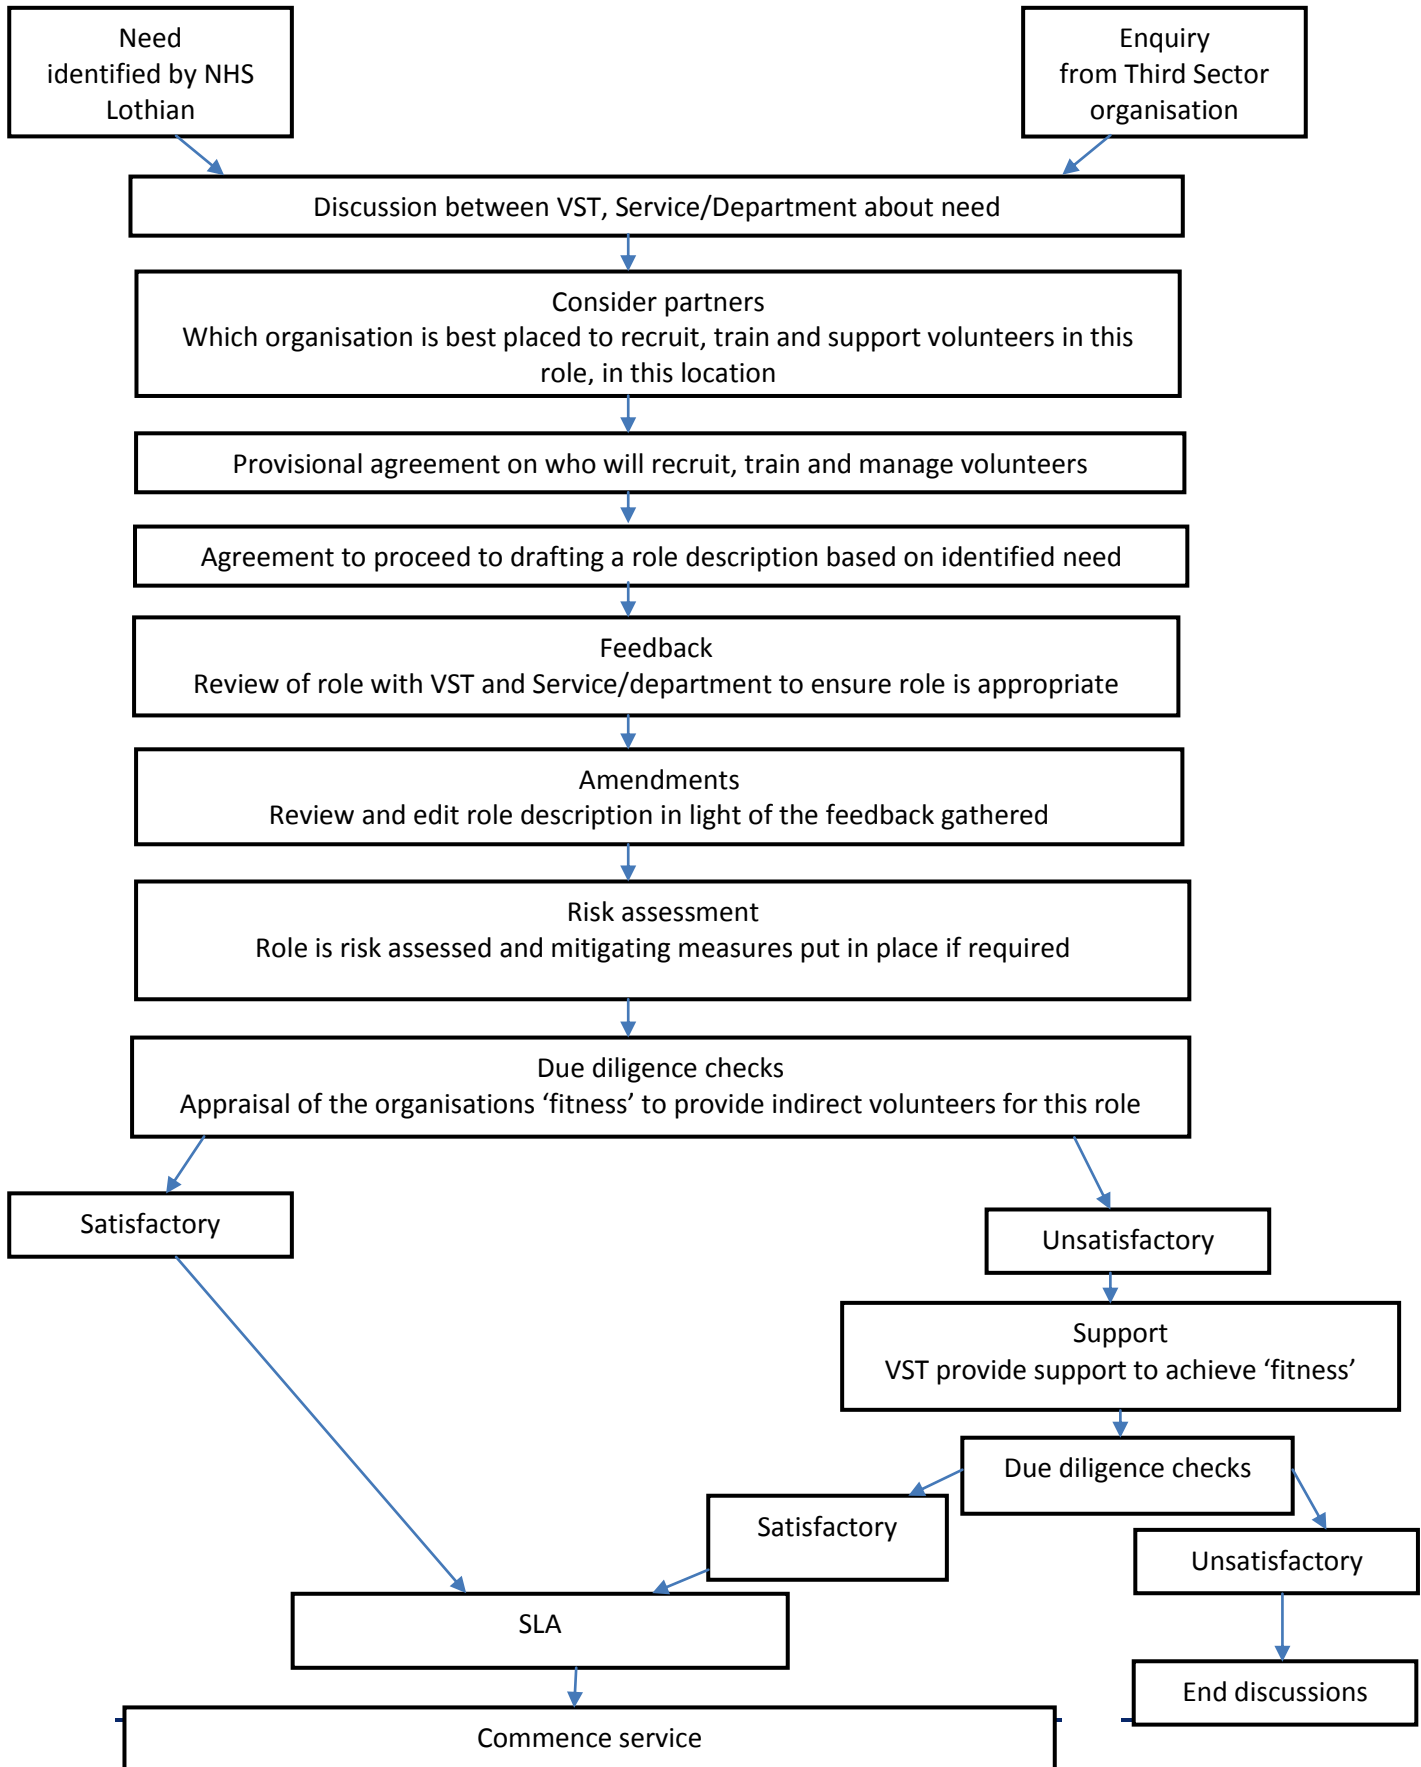 Need
identified by NHS
Lothian
Enquiry
from Third Sector
organisation
Discussion between VST, Service/Department about need
Consider partners
Which organisation is best placed to recruit, train and support volunteers in this
role, in this location
Provisional agreement on who will recruit, train and manage volunteers
Agreement to proceed to drafting a role description based on identified need
Feedback
Review of role with VST and Service/department to ensure role is appropriate
Amendments
Review and edit role description in light of the feedback gathered
Risk assessment
Role is risk assessed and mitigating measures put in place if required
Due diligence checks
Appraisal of the organisations ‘fitness’ to provide indirect volunteers for this role
Satisfactory
Unsatisfactory
Support
VST provide support to achieve ‘fitness’
Due diligence checks
Satisfactory
Unsatisfactory
SLA
End discussions
Commence service